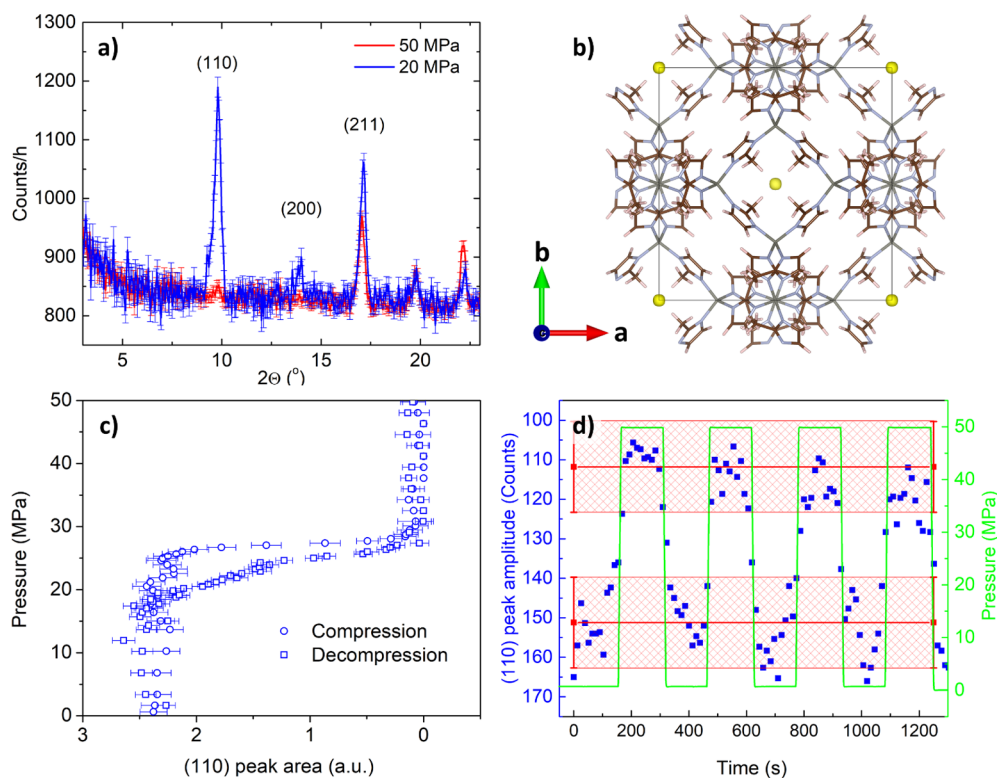 a)
50 MPa
20 MPa
(110)
(200)
(211)
1300
1200
1100
1000
900
850
800
Counts/h
5 10 15 20
2Θ (°)
b)
b
a
c)
50
40
30
20
10
0
Pressure (MPa)
Compression
Decompression
3 2 1 0
(110) peak area (a.u.)
d)
100
110
120
130
140
150
160
170
(110) peak amplitude (Counts)
50
40
30
20
10
0
Pressure (MPa)
0 200 400 600 800 1000 1200
Time (s)